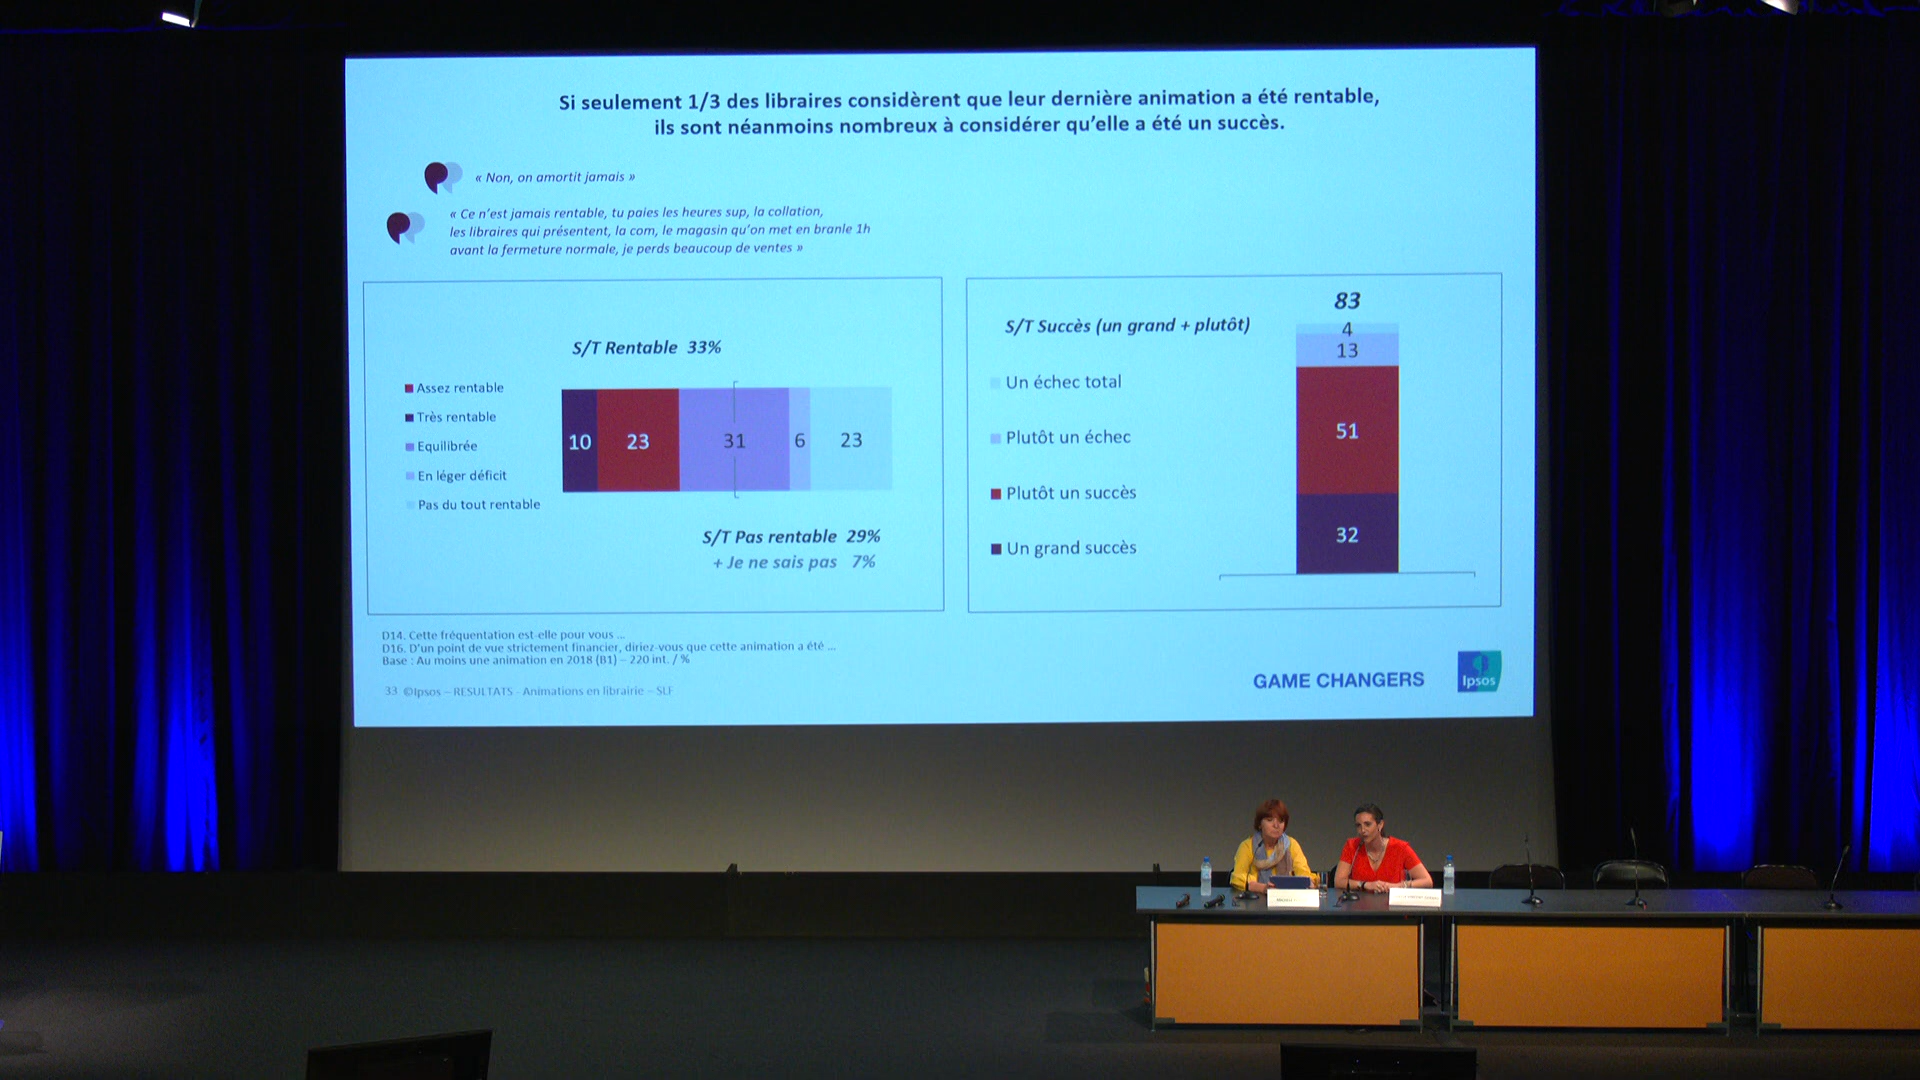 Si seulement 1/3 des libraires considèrent que leur dernière animation a été rentable,
ils sont néanmoins nombreux à considérer qu'elle a été un succès.
« Non, on amortit jamais »
« Ce n'est jamais rentable, tu paies les heures sup, la collation,
les libraires qui présentent, la com, le magasin qu'on met en branle 1h
avant la fermeture normale, je perds beaucoup de ventes »
S/T Rentable 33%
Assez rentable
Très rentable
Equilibrée
En léger déficit
Pas du tout rentable
10 23 31 6 23
S/T Pas rentable 29%
+ Je ne sais pas 7%
83
S/T Succès (un grand + plutôt)
4
13
Un échec total
Plutôt un échec
51
Plutôt un succès
32
Un grand succès
D14. Cette fréquentation est-elle pour vous ...
D16. D'un point de vue strictement financier, diriez-vous que cette animation a été ...
Base : Au moins une animation en 2018 (B1) – 220 int. / %
33 ©Ipsos – RESULTATS - Animations en librairie – SLF
GAME CHANGERS
Ipsos